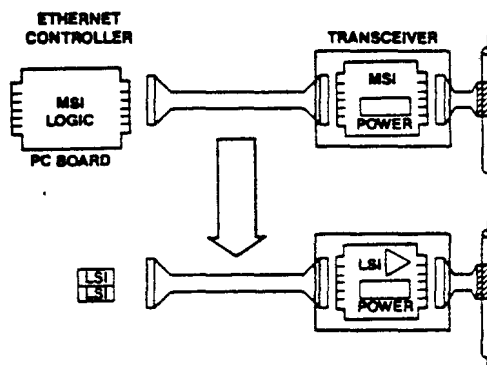 ETHERNET
CONTROLLER
TRANSCEIVER
MSI
LOGIC
MSI
POWER
PC BOARD
LSI
LSI
LSI
POWER